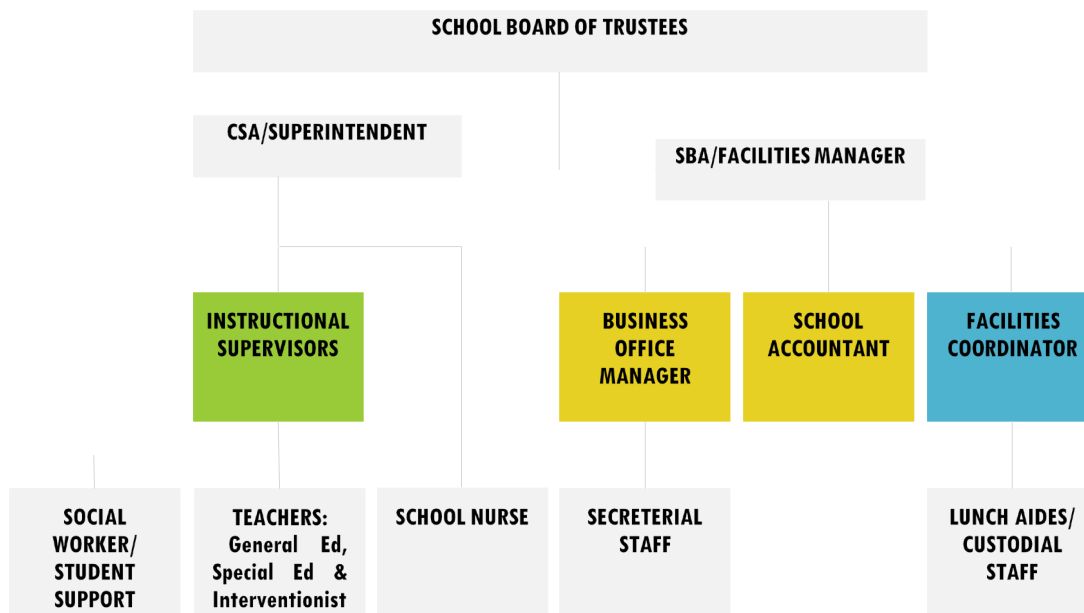 SCHOOL BOARD OF TRUSTEES
CSA/SUPERINTENDENT
SBA/FACILITIES MANAGER
INSTRUCTIONAL
SUPERVISORS
BUSINESS
OFFICE
MANAGER
SCHOOL
ACCOUNTANT
FACILITIES
COORDINATOR
SOCIAL
WORKER/
STUDENT
SUPPORT
TEACHERS:
General Ed,
Special Ed &
Interventionist
SCHOOL NURSE
SECRETERIAL
STAFF
LUNCH AIDES/
CUSTODIAL
STAFF